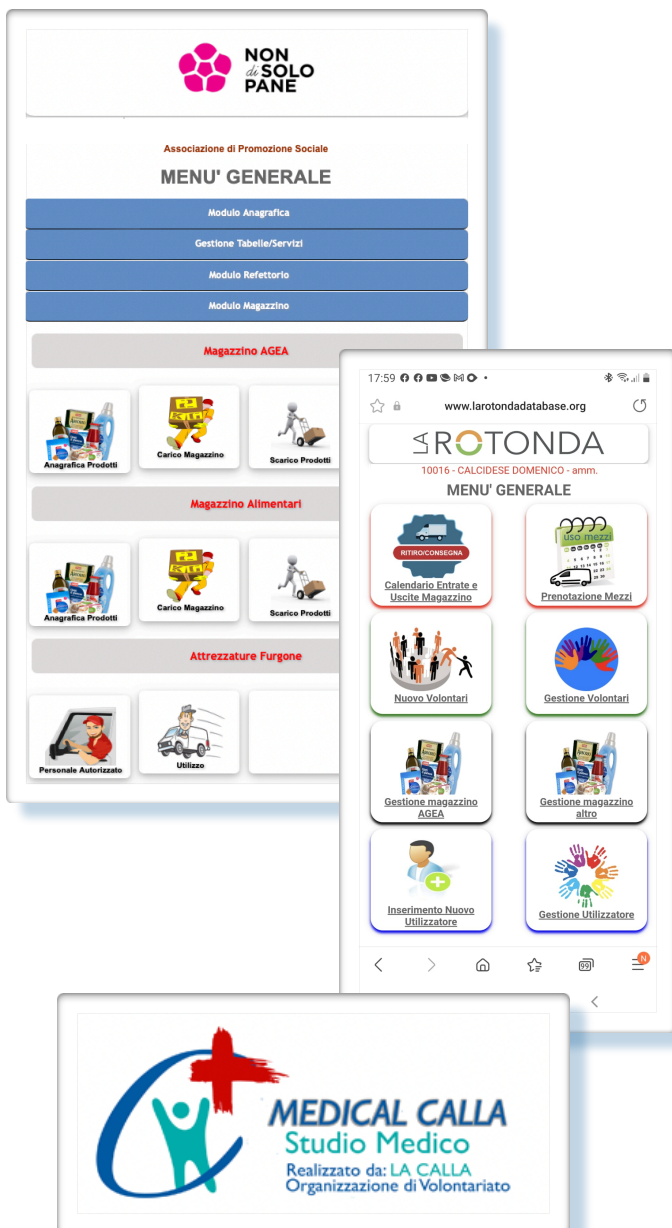 NON
di SOLO
PANE
Associazione di Promozione Sociale
MENU' GENERALE
Modulo Anagrafica
Gestione Tabelle/Servizi
Modulo Refettorio
Modulo Magazzino
Magazzino AGEA
Anagrafica Prodotti
Carico Magazzino
Scarico Prodotti
Magazzino Alimentari
Anagrafica Prodotti
Carico Magazzino
Scarico Prodotti
Attrezzature Furgone
Personale Autorizzato
Utilizzo
17:59
www.larotondadatabase.org
LA ROTONDA
10016 - CALCIDESE DOMENICO - amm.
MENU' GENERALE
RITIRO/CONSEGNA
Calendario Entrate e
Uscite Magazzino
uso mezzi
Prenotazione Mezzi
Nuovo Volontari
Gestione Volontari
Gestione magazzino
AGEA
Gestione magazzino
altro
Inserimento Nuovo
Utilizzatore
Gestione Utilizzatore
99
N
MEDICAL CALLA
Studio Medico
Realizzato da: LA CALLA
Organizzazione di Volontariato